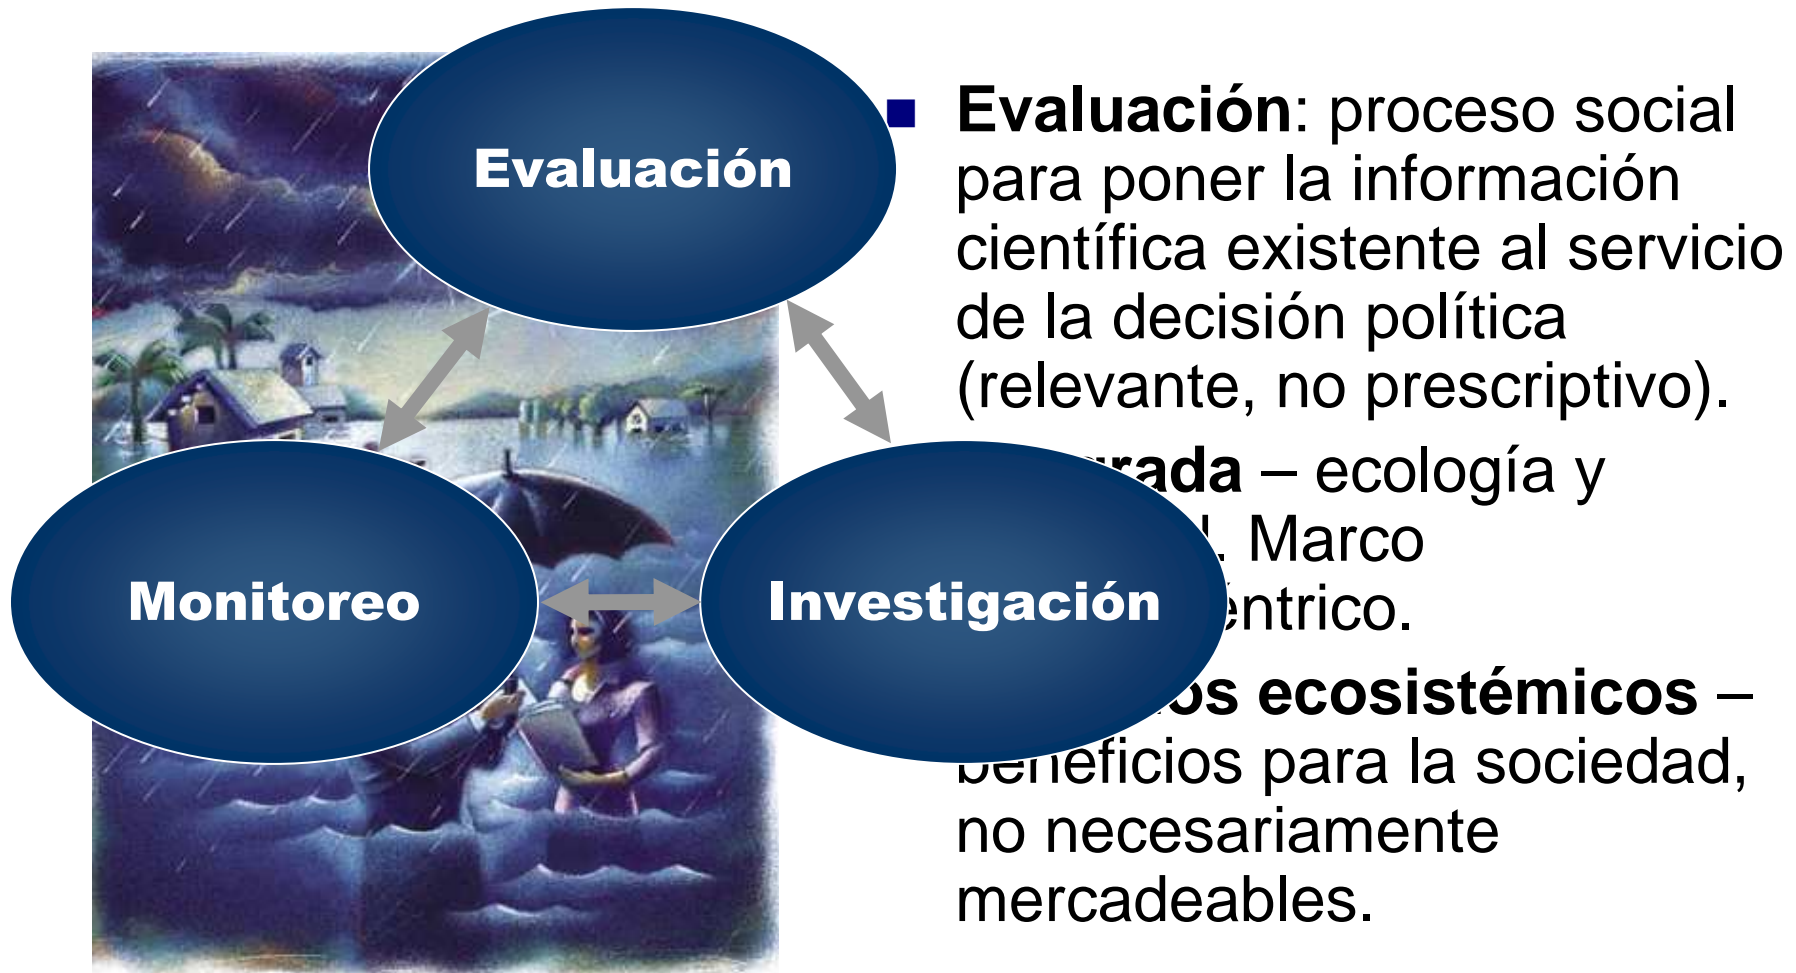 Evaluación
Monitoreo
Investigación
Evaluación: proceso social
para poner la información
científica existente al servicio
de la decisión política
(relevante, no prescriptivo).
– ecología y
Marco
beneficios para la sociedad,
ecosistémicos –
no necesariamente
mercadeables.